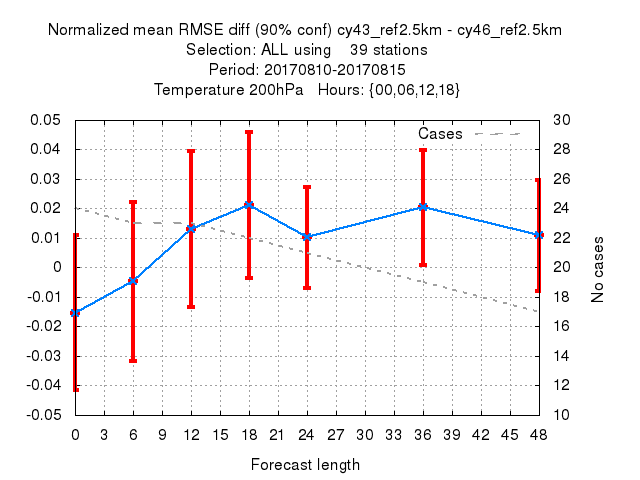 Normalized mean RMSE diff (90% conf) cy43_ref2.5km - cy46_ref2.5km
Selection: ALL using    39 stations
Period: 20170810-20170815
Temperature 200hPa   Hours: {00,06,12,18}
Cases
0.05
0.04
0.03
0.02
0.01
0
-0.01
-0.02
-0.03
-0.04
-0.05
30
28
26
24
22
20
18
16
14
12
10
No cases
0 3 6 9 12 15 18 21 24 27 30 33 36 39 42 45 48
Forecast length